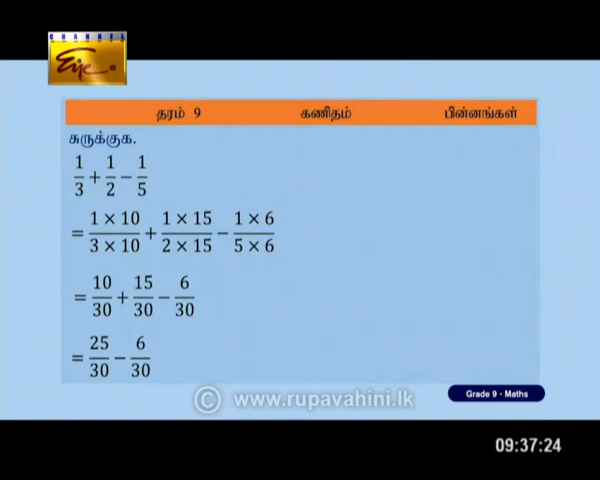 CHANNEL
Eye
தரம் 9 கணிதம் பின்னங்கள்
சுருக்குக.
1/3 + 1/2 − 1/5
= (1 × 10)/(3 × 10) + (1 × 15)/(2 × 15) − (1 × 6)/(5 × 6)
= 10/30 + 15/30 − 6/30
= 25/30 − 6/30
Grade 9 - Maths
© www.rupavahini.lk
09:37:24